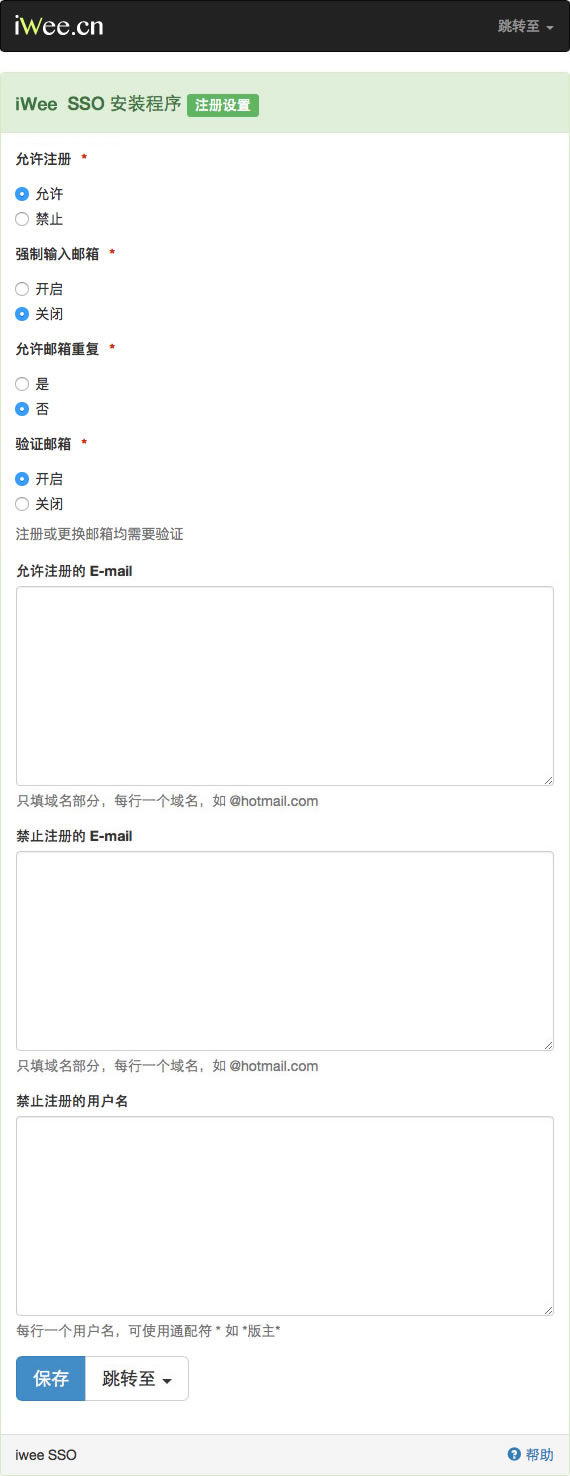 iWee.cn
跳转至
iWee SSO 安装程序 注册设置
允许注册 *
允许
禁止
强制输入邮箱 *
开启
关闭
允许邮箱重复 *
是
否
验证邮箱 *
开启
关闭
注册或更换邮箱均需要验证
允许注册的 E-mail
只填域名部分，每行一个域名，如 @hotmail.com
禁止注册的 E-mail
只填域名部分，每行一个域名，如 @hotmail.com
禁止注册的用户名
每行一个用户名，可使用通配符 * 如 *版主*
保存 跳转至
iwee SSO
帮助